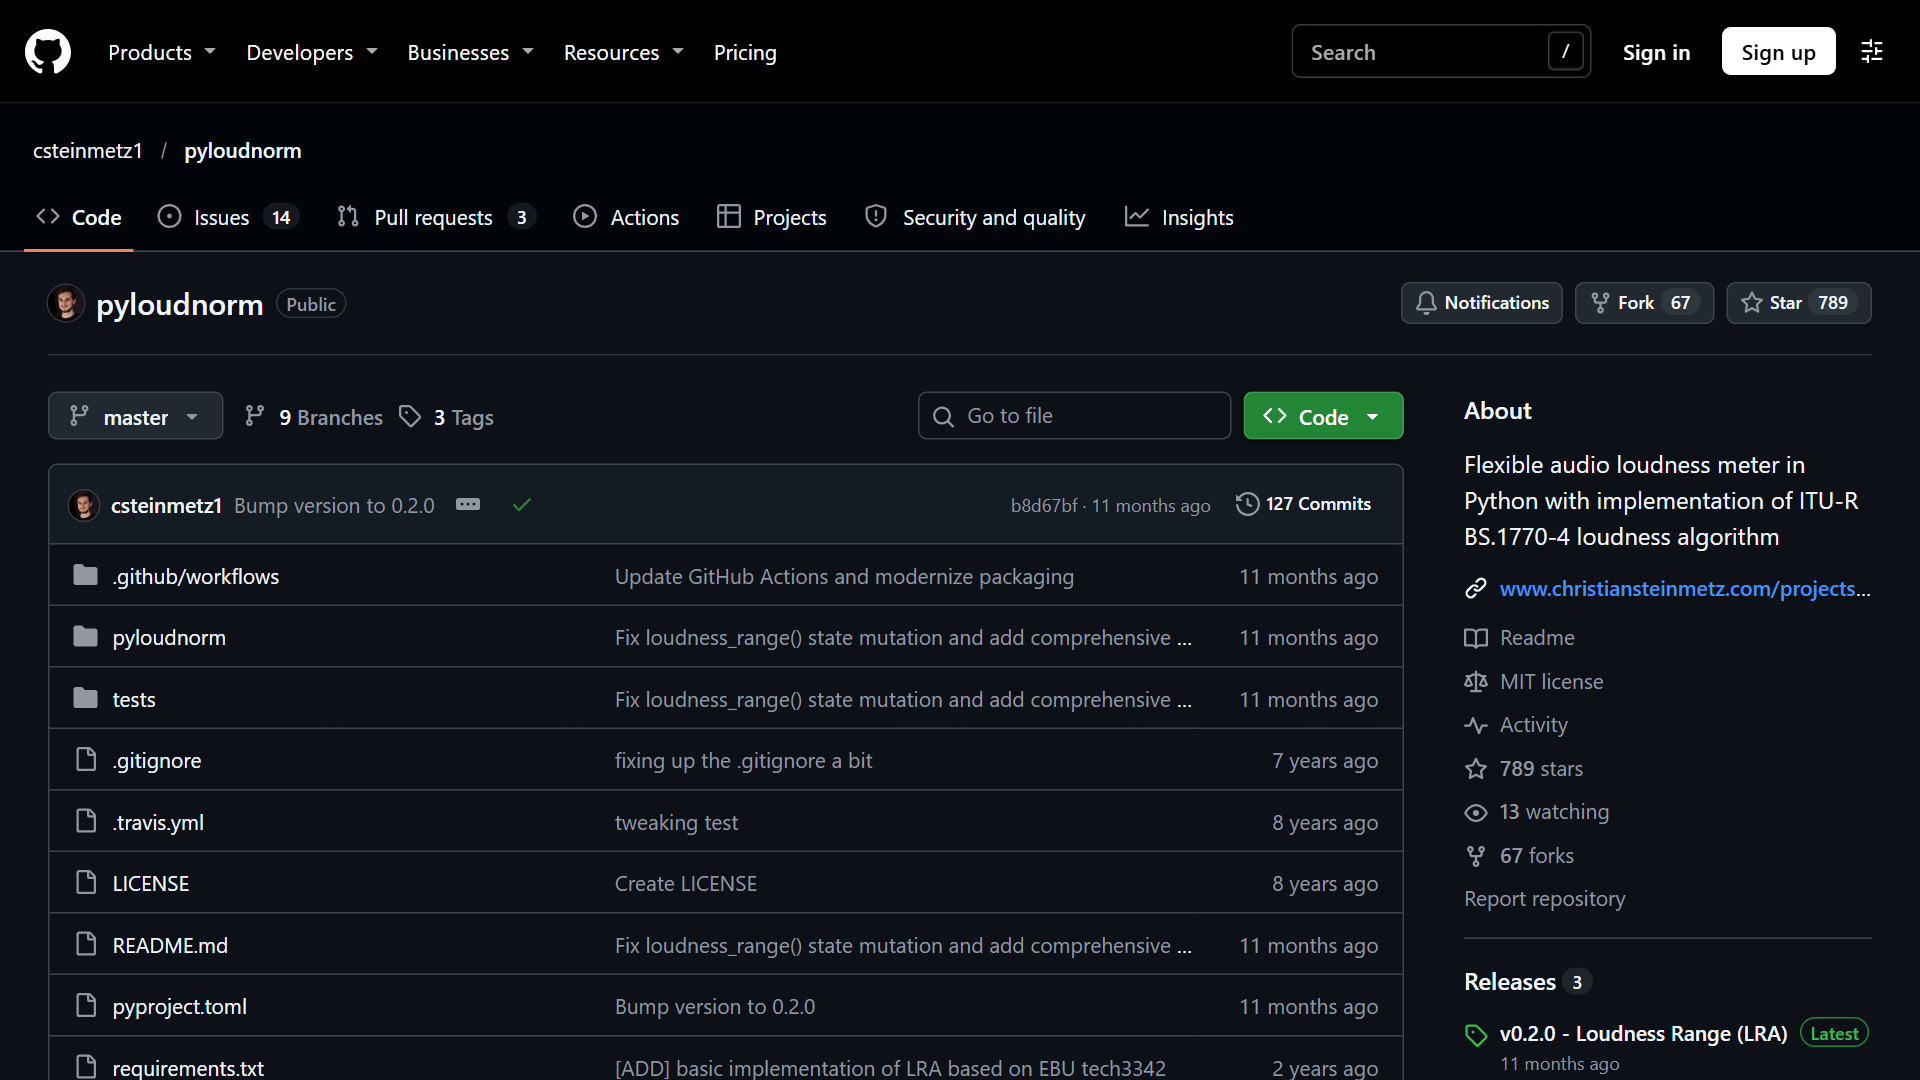 Products Developers Businesses Resources Pricing Search / Sign in Sign up
csteinmetz1 / pyloudnorm
Code Issues 14 Pull requests 3 Actions Projects Security and quality Insights
pyloudnorm Public Notifications Fork 67 Star 789
master 9 Branches 3 Tags Go to file Code
csteinmetz1 Bump version to 0.2.0 b8d67bf · 11 months ago 127 Commits
.github/workflows Update GitHub Actions and modernize packaging 11 months ago
pyloudnorm Fix loudness_range() state mutation and add comprehensive ... 11 months ago
tests Fix loudness_range() state mutation and add comprehensive ... 11 months ago
.gitignore fixing up the .gitignore a bit 7 years ago
.travis.yml tweaking test 8 years ago
LICENSE Create LICENSE 8 years ago
README.md Fix loudness_range() state mutation and add comprehensive ... 11 months ago
pyproject.toml Bump version to 0.2.0 11 months ago
requirements.txt [ADD] basic implementation of LRA based on EBU tech3342 2 years ago
About
Flexible audio loudness meter in
Python with implementation of ITU-R
BS.1770-4 loudness algorithm
www.christiansteinmetz.com/projects...
Readme
MIT license
Activity
789 stars
13 watching
67 forks
Report repository
Releases 3
v0.2.0 - Loudness Range (LRA) Latest
11 months ago